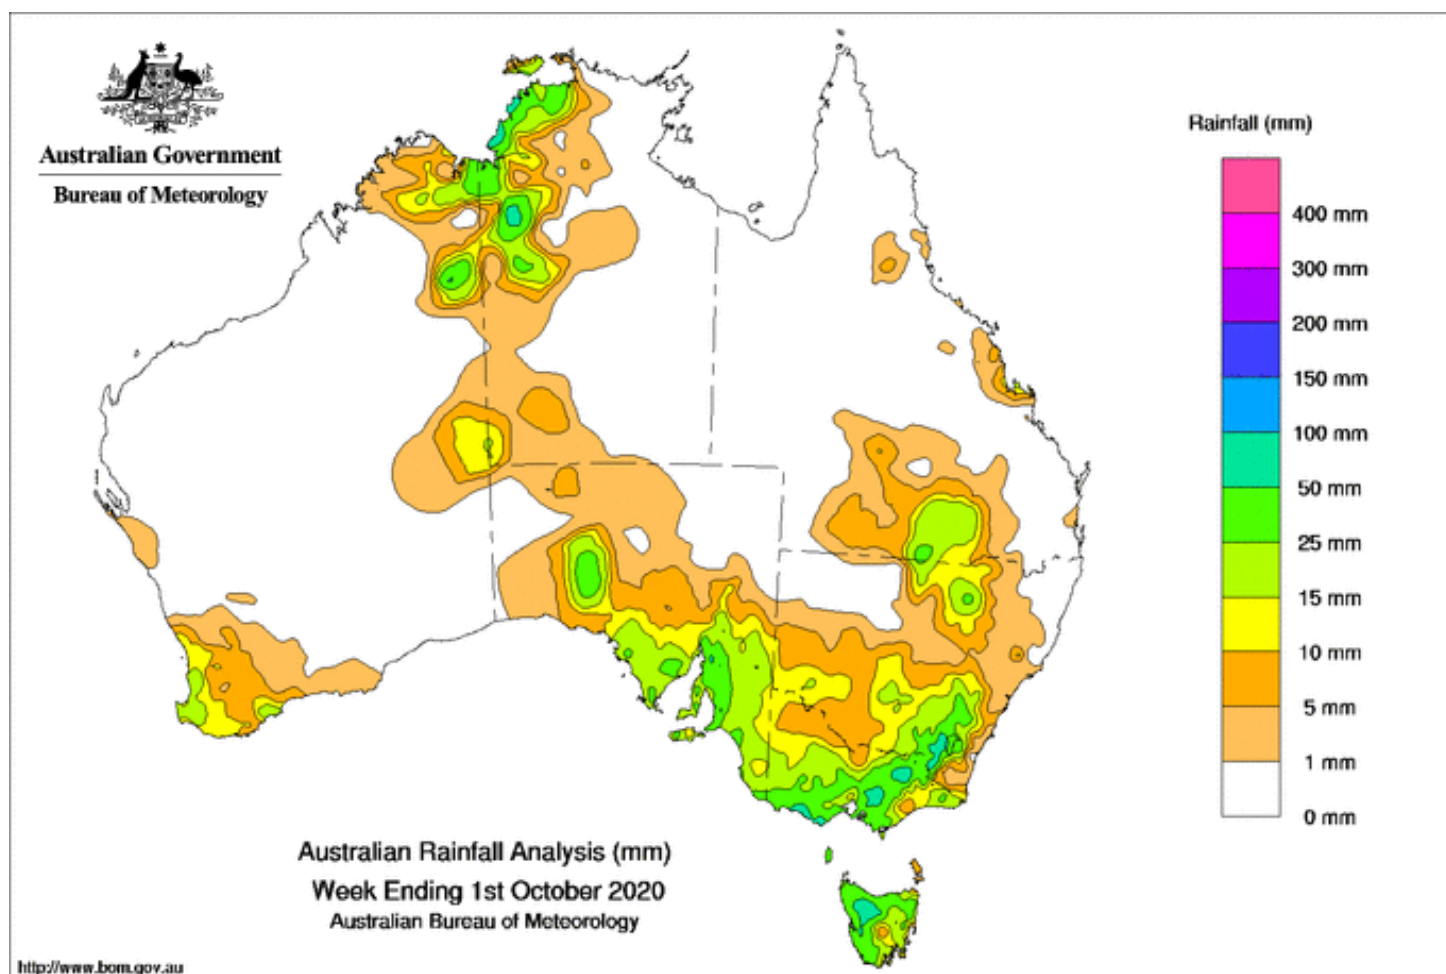 Australian Government
Bureau of Meteorology
Rainfall (mm)
400 mm
300 mm
200 mm
150 mm
100 mm
50 mm
25 mm
15 mm
10 mm
5 mm
1 mm
0 mm
Australian Rainfall Analysis (mm)
Week Ending 1st October 2020
Australian Bureau of Meteorology
http://www.bom.gov.au